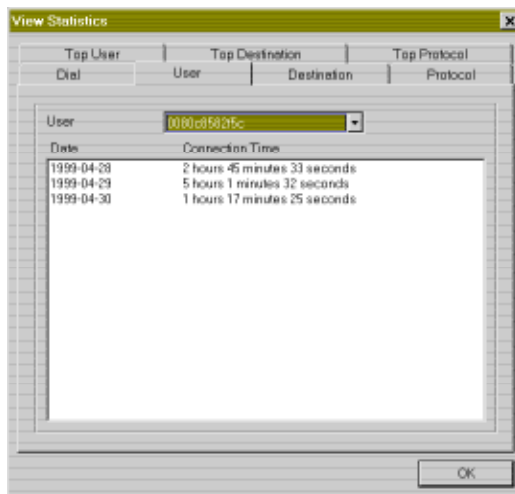 View Statistics
Top User Top Destination Top Protocol
Dial User Destination Protocol
User 0080c8582f5c
Date Connection Time
1999-04-28 2 hours 45 minutes 33 seconds
1999-04-29 5 hours 1 minutes 32 seconds
1999-04-30 1 hours 17 minutes 25 seconds
OK